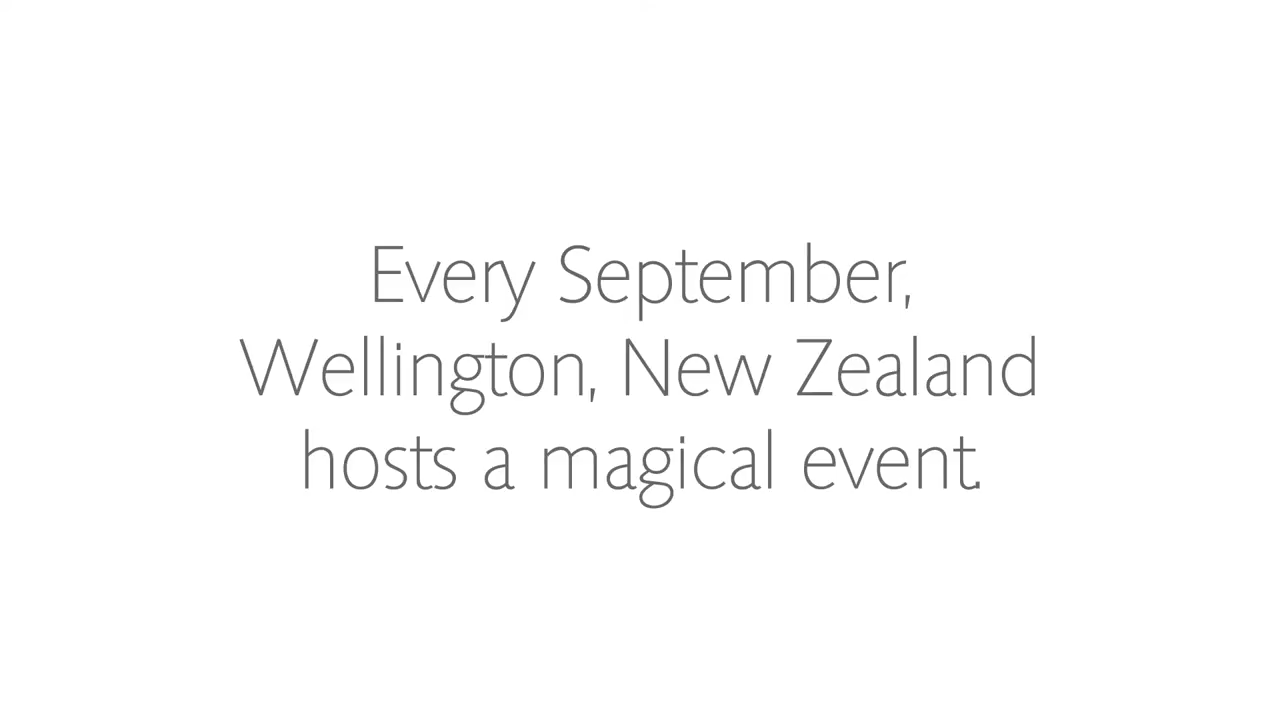 Every September,
Wellington, New Zealand
hosts a magical event.